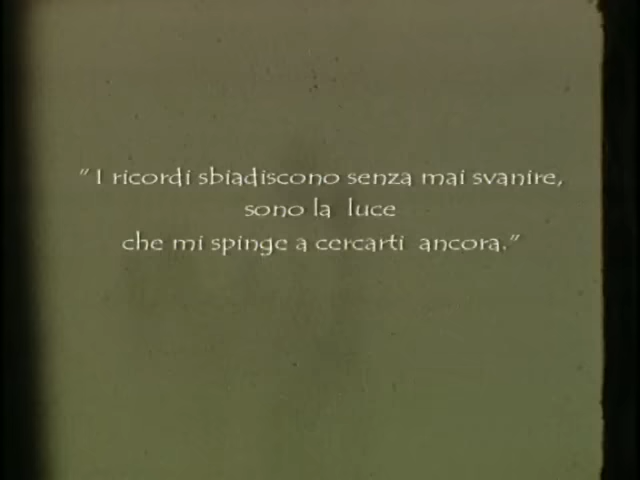 "I ricordi sbiadiscono senza mai svanire,
sono la luce
che mi spinge a cercarti ancora."